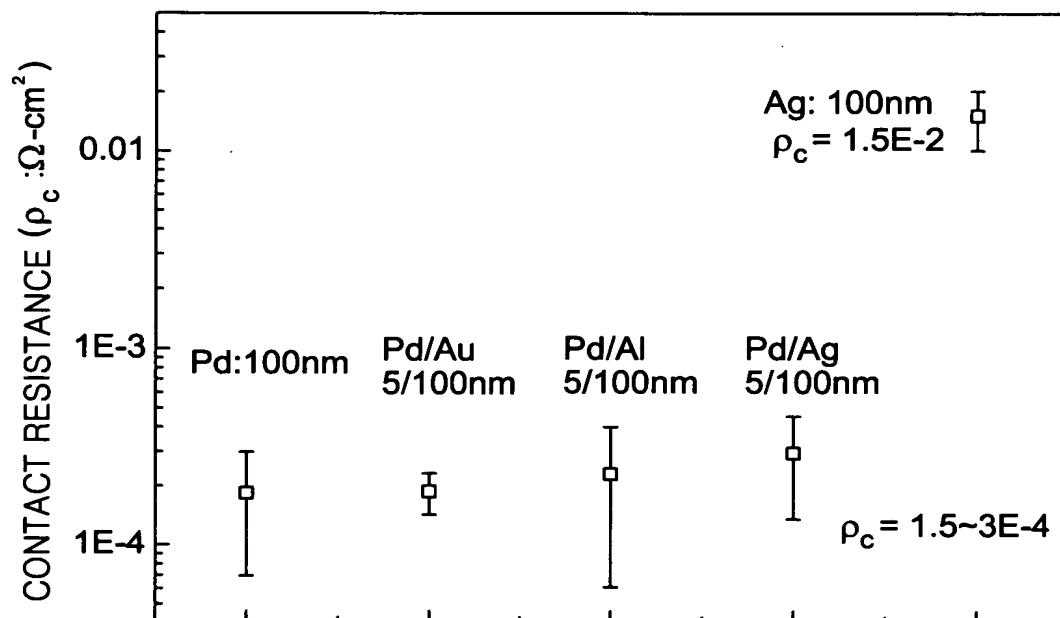 CONTACT RESISTANCE (ρc :Ω-cm²)
0.01
1E-3
1E-4
Ag: 100nm
ρc = 1.5E-2
Pd:100nm
Pd/Au
5/100nm
Pd/Al
5/100nm
Pd/Ag
5/100nm
ρc = 1.5~3E-4